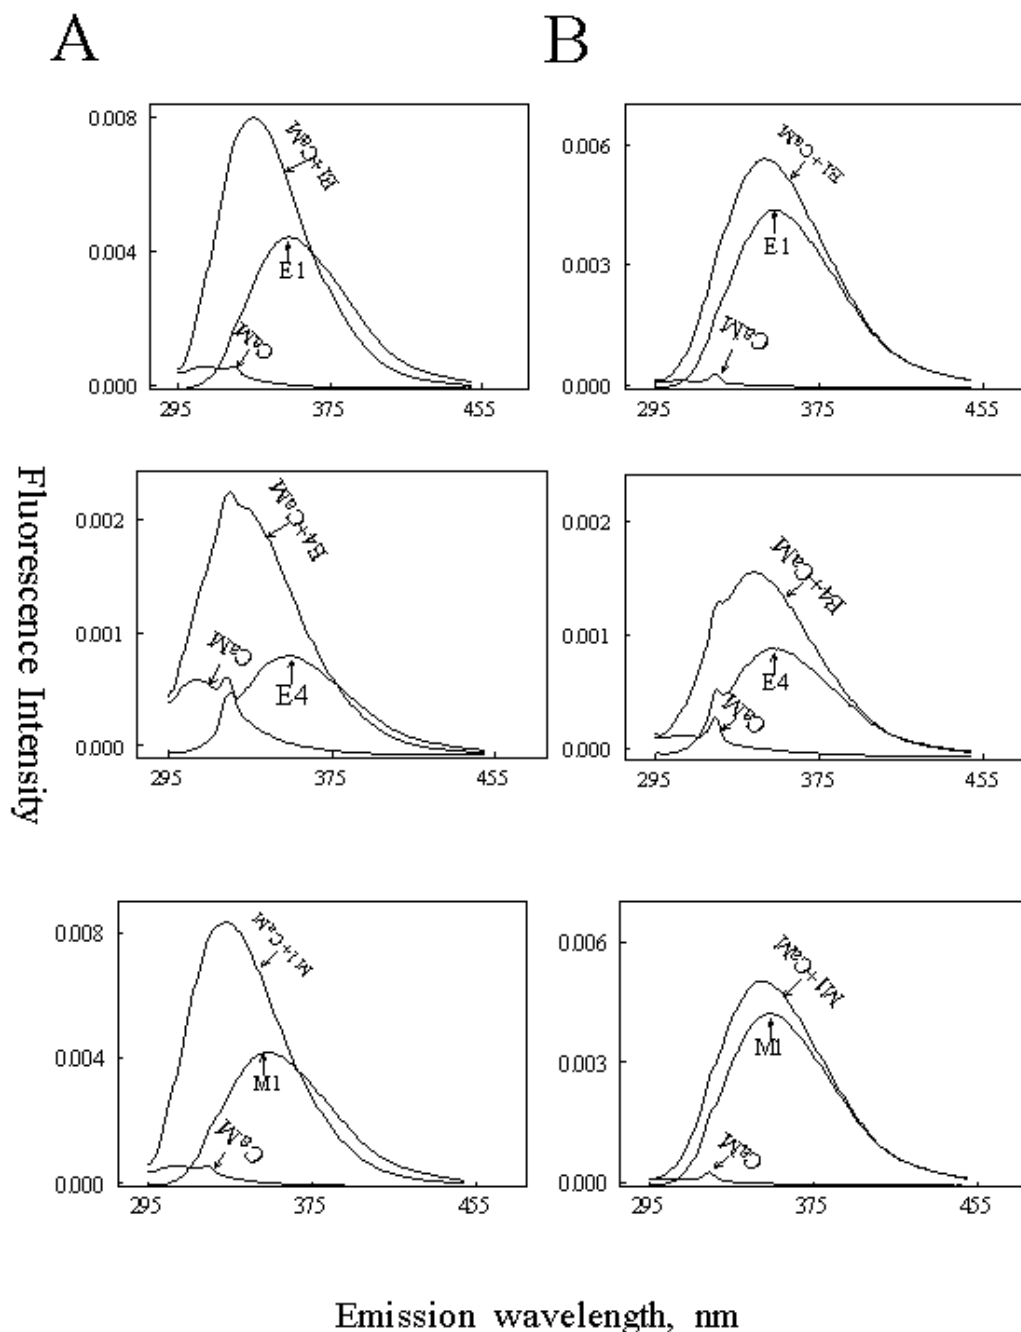 A
B
0.008
0.004
0.000
E1+CaM
E1
CaM
295
375
455
0.006
0.003
0.000
E1+CaM
E1
CaM
295
375
455
Fluorescence Intensity
0.002
0.001
0.000
E4+CaM
CaM
E4
295
375
455
0.002
0.001
0.000
E4+CaM
E4
CaM
295
375
455
0.008
0.004
0.000
M1+CaM
M1
CaM
295
375
455
0.006
0.003
0.000
M1+CaM
M1
CaM
295
375
455
Emission wavelength, nm